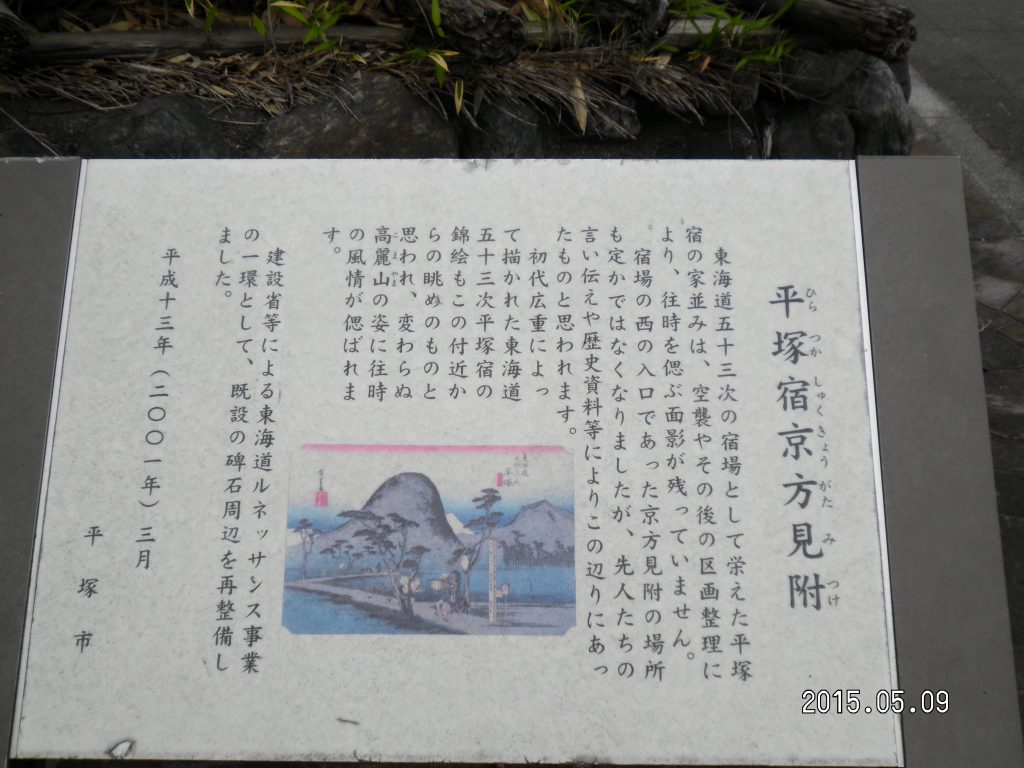 平塚宿京方見附
ひら つか しゅく きょう がた み つけ
東海道五十三次の宿場として栄えた平塚
宿の家並みは、空襲やその後の区画整理に
より、往時を偲ぶ面影が残っていません。
宿場の西の入口であった京方見附の場所
も定かではなくなりましたが、先人たちの
言い伝えや歴史資料等によりこの辺りにあっ
たものと思われます。
初代広重によっ
て描かれた東海道
五十三次平塚宿の
錦絵もこの付近か
らの眺めのものと
思われ、変わらぬ
高麗山の姿に往時
こま やま
の風情が偲ばれま
す。
建設省等による東海道ルネッサンス事業
の一環として、既設の碑石周辺を再整備し
ました。
平成十三年(二〇〇一年)三月
平塚市
2015.05.09